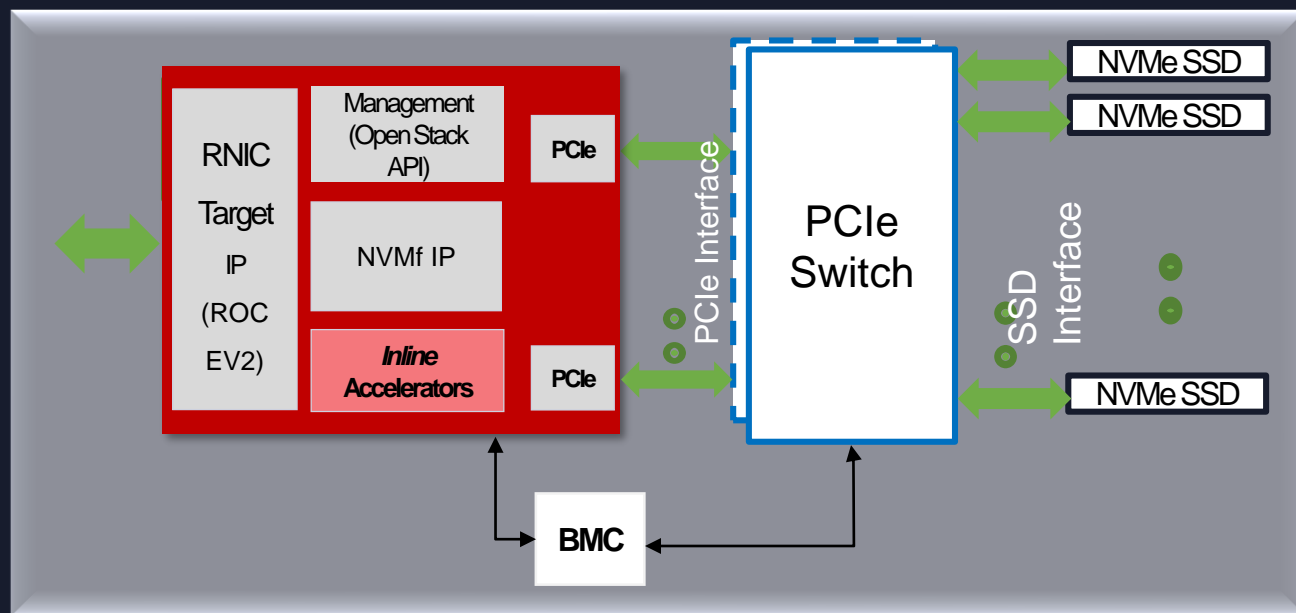 RNIC
Target
IP
(ROC
EV2)
Management
(Open Stack
API)
NVMf IP
Inline
Accelerators
PCIe
PCIe
PCIe Interface
PCIe
Switch
SSD
Interface
NVMe SSD
NVMe SSD
NVMe SSD
BMC